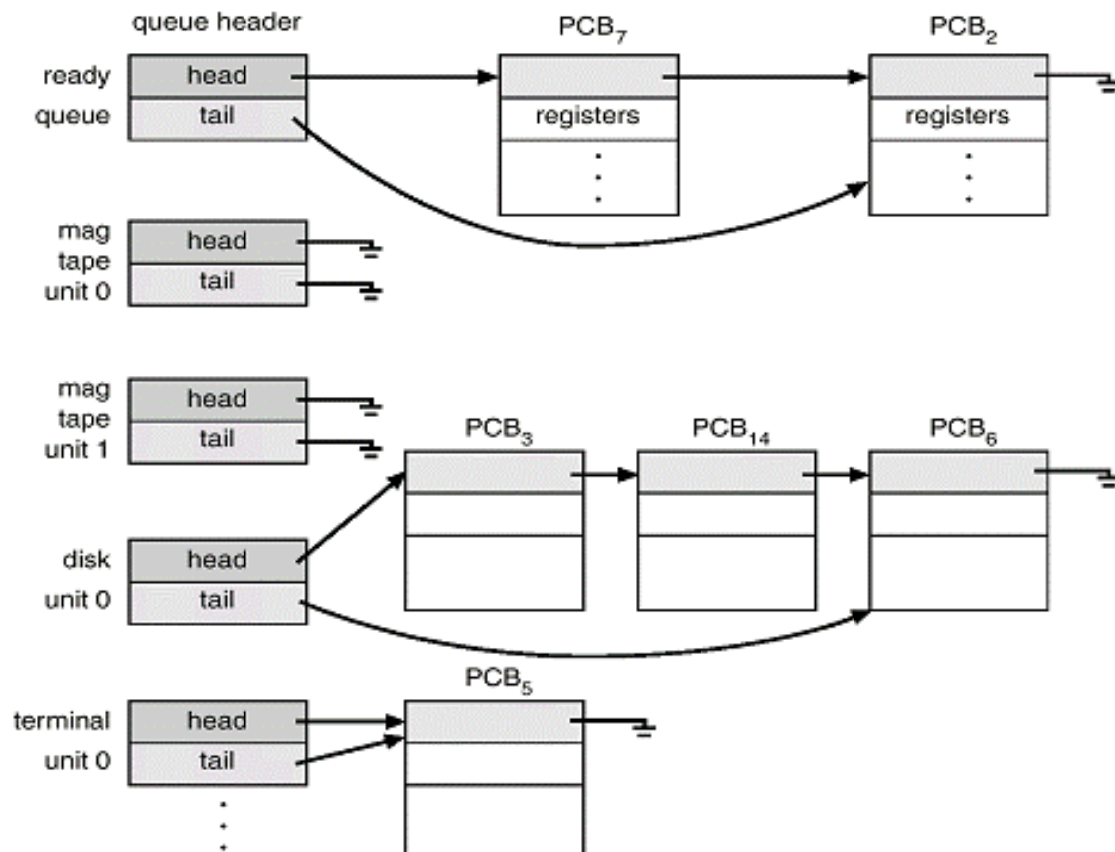 queue header
PCB7
PCB2
ready
queue
head
tail
registers
registers
mag
tape
unit 0
head
tail
mag
tape
unit 1
head
tail
PCB3
PCB14
PCB6
disk
unit 0
head
tail
PCB5
terminal
unit 0
head
tail